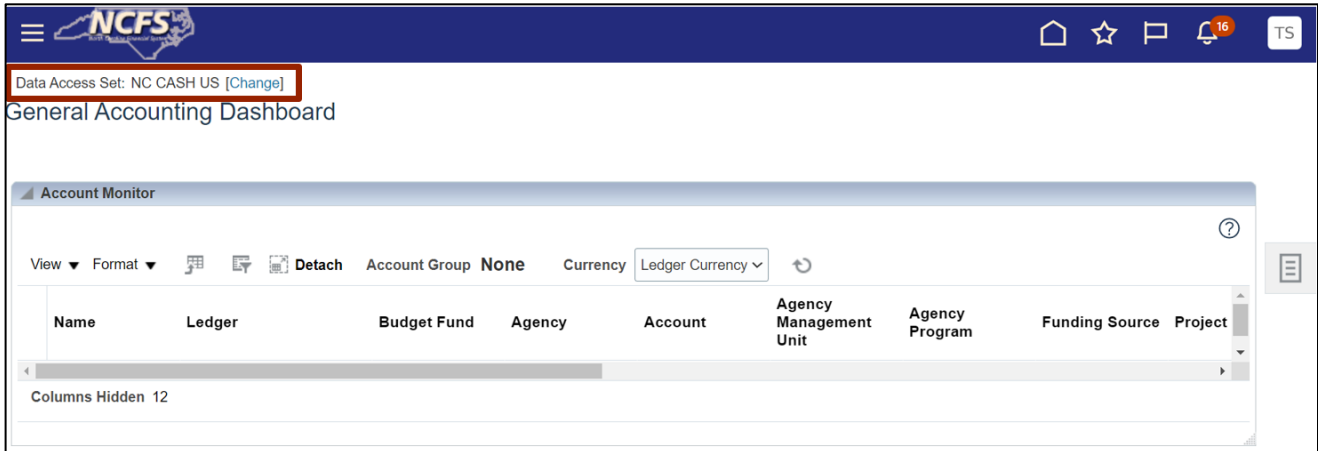 NCFS
16
TS
Data Access Set: NC CASH US [Change]
General Accounting Dashboard
Account Monitor
View Format Detach Account Group None Currency Ledger Currency
Name Ledger Budget Fund Agency Account Agency Management Unit Agency Program Funding Source Project
Columns Hidden 12